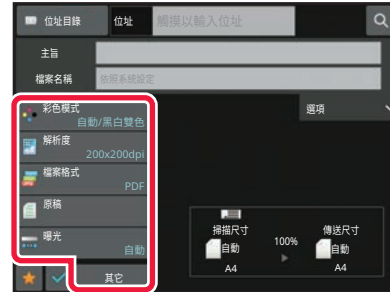 位址目錄
位址
觸摸以輸入位址
主旨
檔案名稱
依照系統設定
彩色模式
自動/黑白雙色
選項
解析度
200x200dpi
檔案格式
PDF
原稿
曝光
自動
掃描尺寸
自動
A4
100%
傳送尺寸
自動
A4
其它